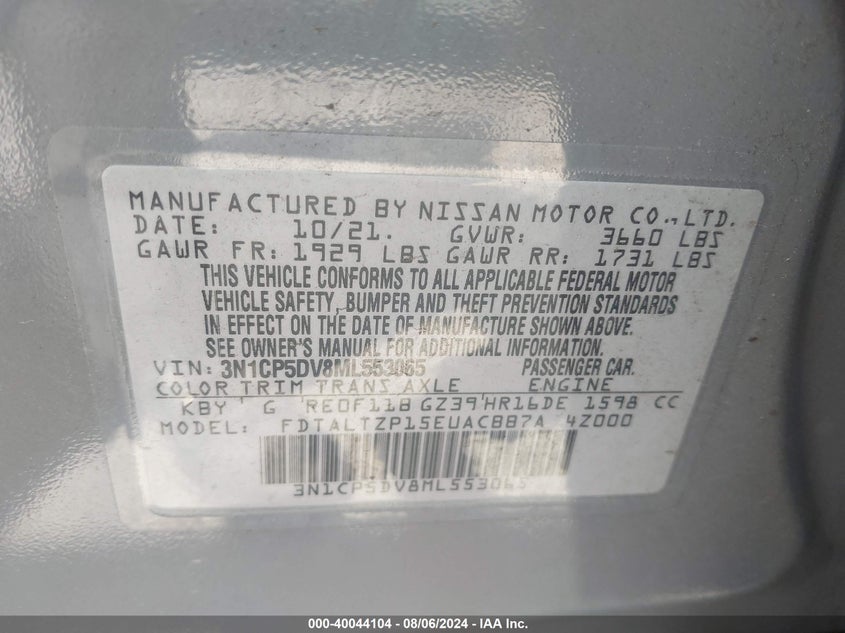 MANUFACTURED BY NISSAN MOTOR CO.,LTD.
DATE: 10/21. GVWR: 3660 LBS
GAWR FR: 1929 LBS GAWR RR: 1731 LBS
THIS VEHICLE CONFORMS TO ALL APPLICABLE FEDERAL MOTOR
VEHICLE SAFETY, BUMPER AND THEFT PREVENTION STANDARDS
IN EFFECT ON THE DATE OF MANUFACTURE SHOWN ABOVE.
SEE OWNER'S MANUAL FOR ADDITIONAL INFORMATION.
VIN: 3N1CP5DV8ML553065 PASSENGER CAR.
COLOR TRIM TRANS AXLE ENGINE
KBY G RE0F11B GZ39 HR16DE 1598 CC
MODEL: FDTALTZP15EUACBB7A 4Z000
3N1CP5DV8ML553065
000-40044104 - 08/06/2024 - IAA Inc.